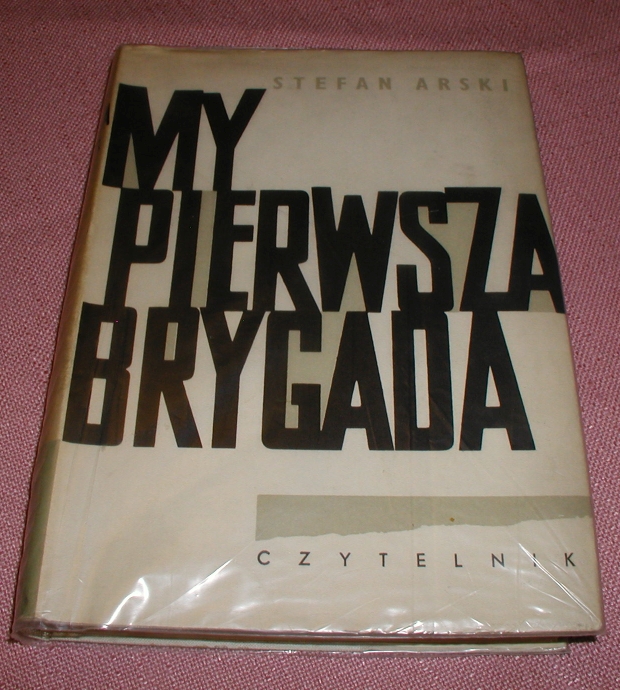 STEFAN ARSKI
MY
PIERWSZA
BRYGADA
CZYTELNIK